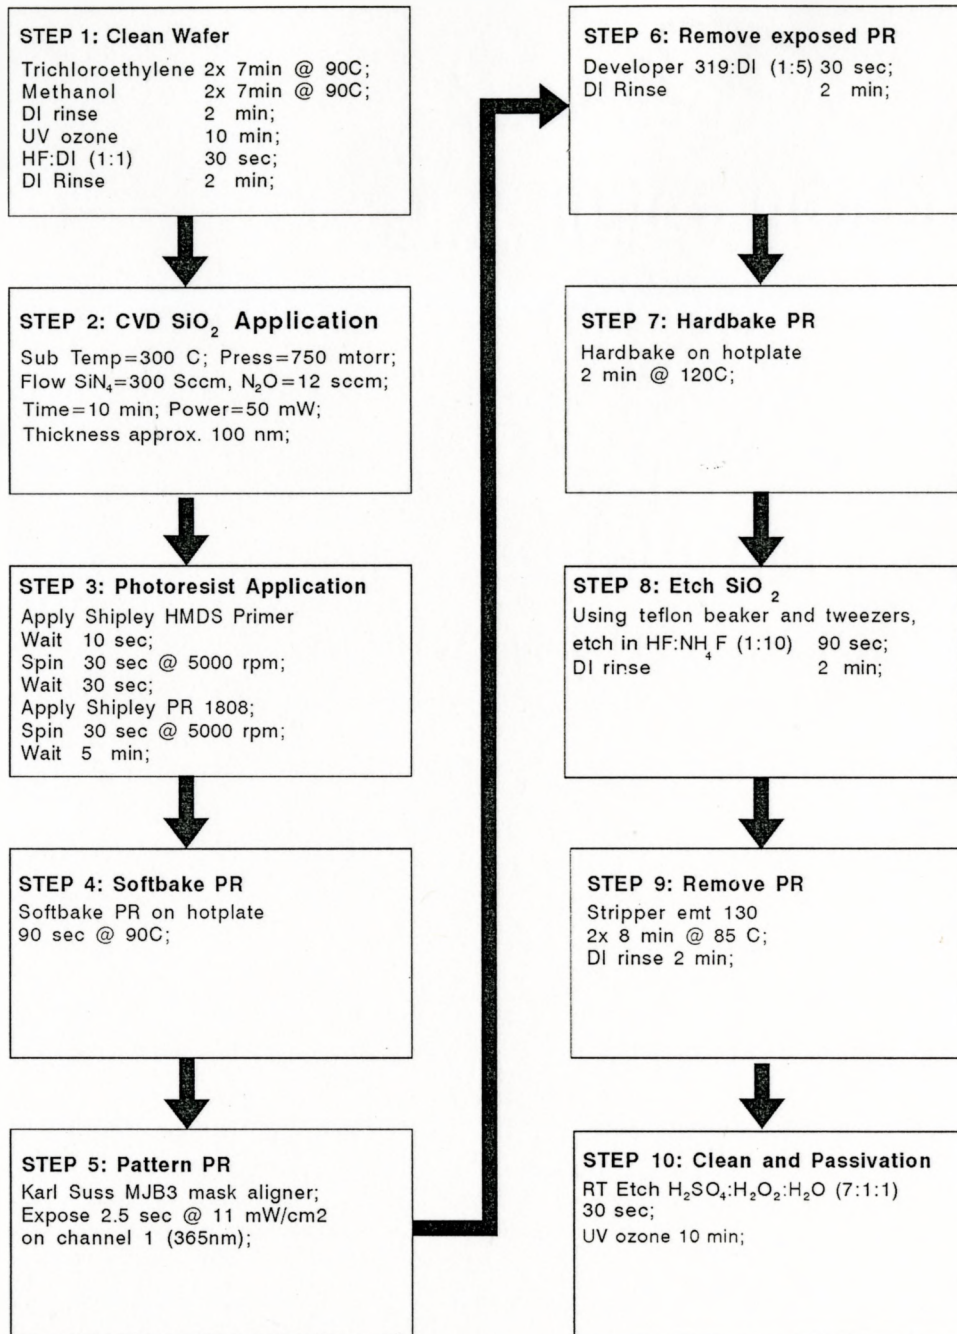 STEP 1: Clean Wafer
Trichloroethylene 2x 7min @ 90C;
Methanol 2x 7min @ 90C;
DI rinse 2 min;
UV ozone 10 min;
HF:DI (1:1) 30 sec;
DI Rinse 2 min;
STEP 2: CVD SiO₂ Application
Sub Temp=300 C; Press=750 mtorr;
Flow SiN₄=300 Sccm, N₂O=12 sccm;
Time=10 min; Power=50 mW;
Thickness approx. 100 nm;
STEP 3: Photoresist Application
Apply Shipley HMDS Primer
Wait 10 sec;
Spin 30 sec @ 5000 rpm;
Wait 30 sec;
Apply Shipley PR 1808;
Spin 30 sec @ 5000 rpm;
Wait 5 min;
STEP 4: Softbake PR
Softbake PR on hotplate
90 sec @ 90C;
STEP 5: Pattern PR
Karl Suss MJB3 mask aligner;
Expose 2.5 sec @ 11 mW/cm2
on channel 1 (365nm);
STEP 6: Remove exposed PR
Developer 319:DI (1:5) 30 sec;
DI Rinse 2 min;
STEP 7: Hardbake PR
Hardbake on hotplate
2 min @ 120C;
STEP 8: Etch SiO₂
Using teflon beaker and tweezers,
etch in HF:NH₄F (1:10) 90 sec;
DI rinse 2 min;
STEP 9: Remove PR
Stripper emt 130
2x 8 min @ 85 C;
DI rinse 2 min;
STEP 10: Clean and Passivation
RT Etch H₂SO₄:H₂O₂:H₂O (7:1:1)
30 sec;
UV ozone 10 min;